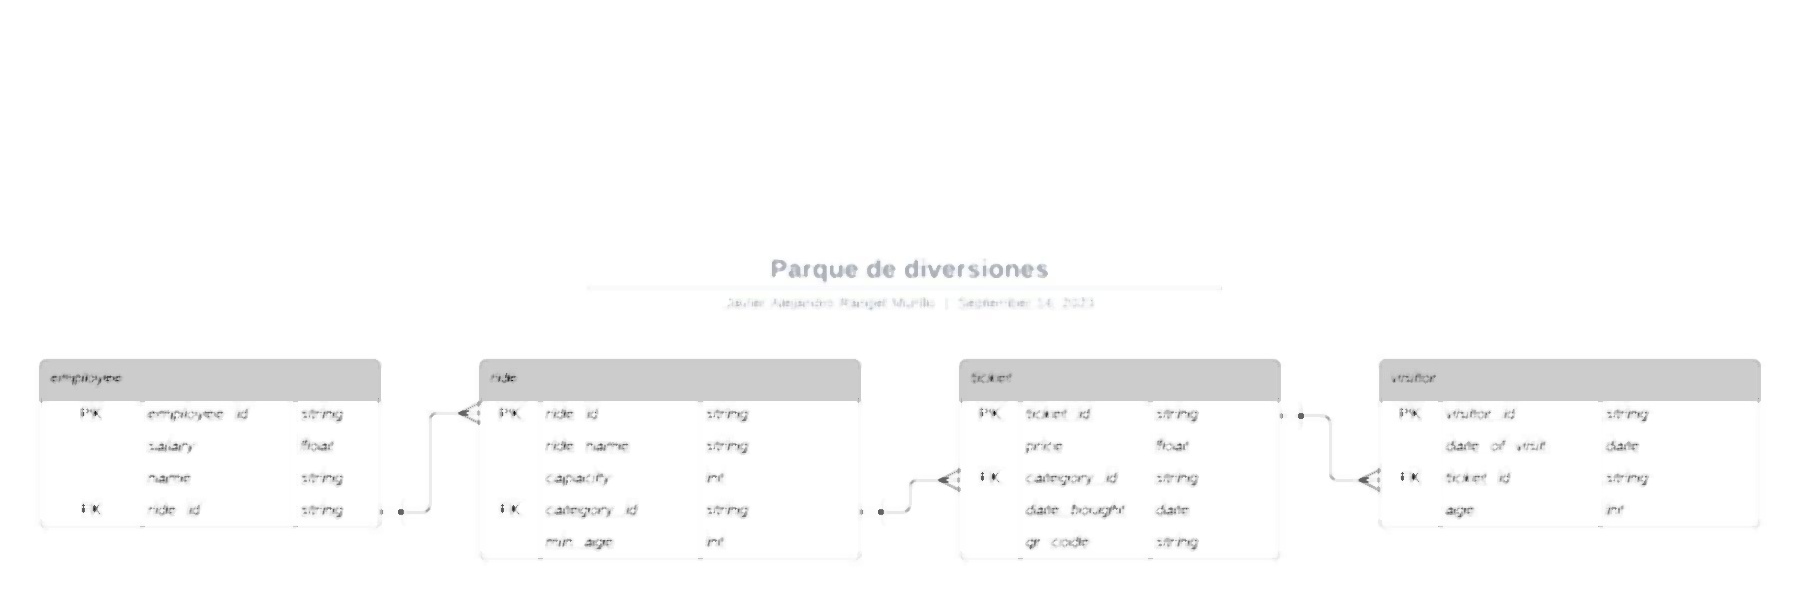 Parque de diversiones
Javier Alejandro Rangel Murillo | September 14, 2023
employee
PK employee_id string
salary float
name string
FK ride_id string
ride
PK ride_id string
ride_name string
capacity int
FK category_id string
min_age int
ticket
PK ticket_id string
price float
FK category_id string
date_bought date
qr_code string
visitor
PK visitor_id string
date_of_visit date
FK ticket_id string
age int